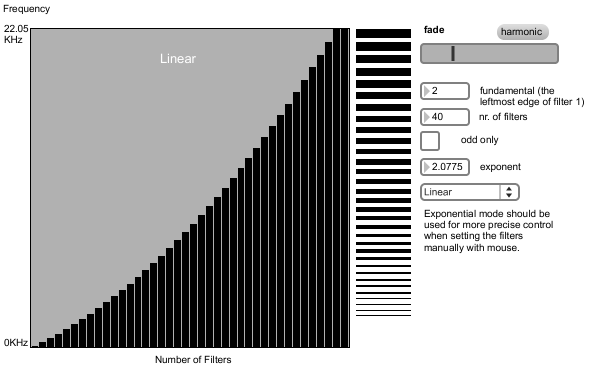 Frequency
22.05
KHz
Linear
0KHz
Number of Filters
fade
harmonic
2
fundamental (the
leftmost edge of filter 1)
40
nr. of filters
odd only
2.0775
exponent
Linear
Exponential mode should be
used for more precise control
when setting the filters
manually with mouse.